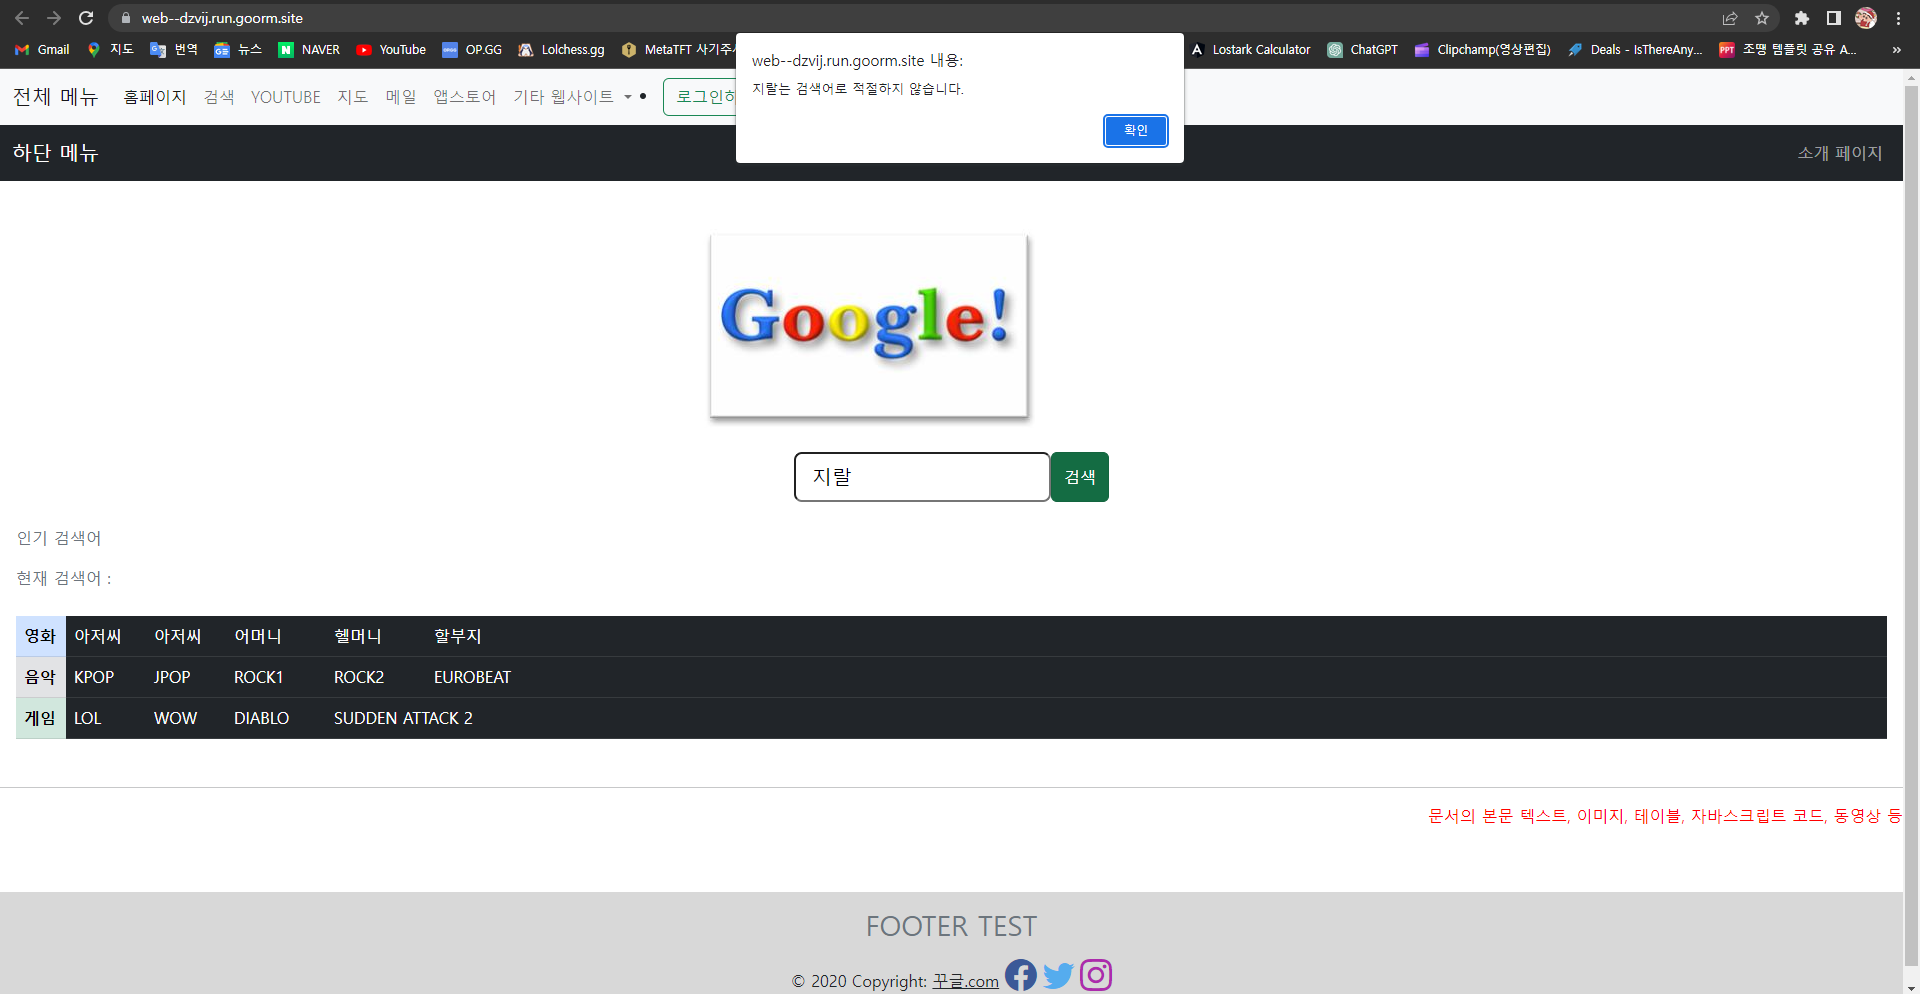 web--dzvij.run.goorm.site
Gmail 지도 번역 뉴스 NAVER YouTube OP.GG Lolchess.gg MetaTFT 사기주 Lostark Calculator ChatGPT Clipchamp(영상편집) Deals - IsThereAny... 조땡 템플릿 공유 A... »
web--dzvij.run.goorm.site 내용:
지랄는 검색어로 적절하지 않습니다.
확인
전체 메뉴 홈페이지 검색 YOUTUBE 지도 메일 앱스토어 기타 웹사이트 로그인하
하단 메뉴 소개 페이지
Google!
지랄 검색
인기 검색어
현재 검색어 :
영화 아저씨 아저씨 어머니 헬머니 할부지
음악 KPOP JPOP ROCK1 ROCK2 EUROBEAT
게임 LOL WOW DIABLO SUDDEN ATTACK 2
문서의 본문 텍스트, 이미지, 테이블, 자바스크립트 코드, 동영상 등
FOOTER TEST
© 2020 Copyright: 꾸글.com